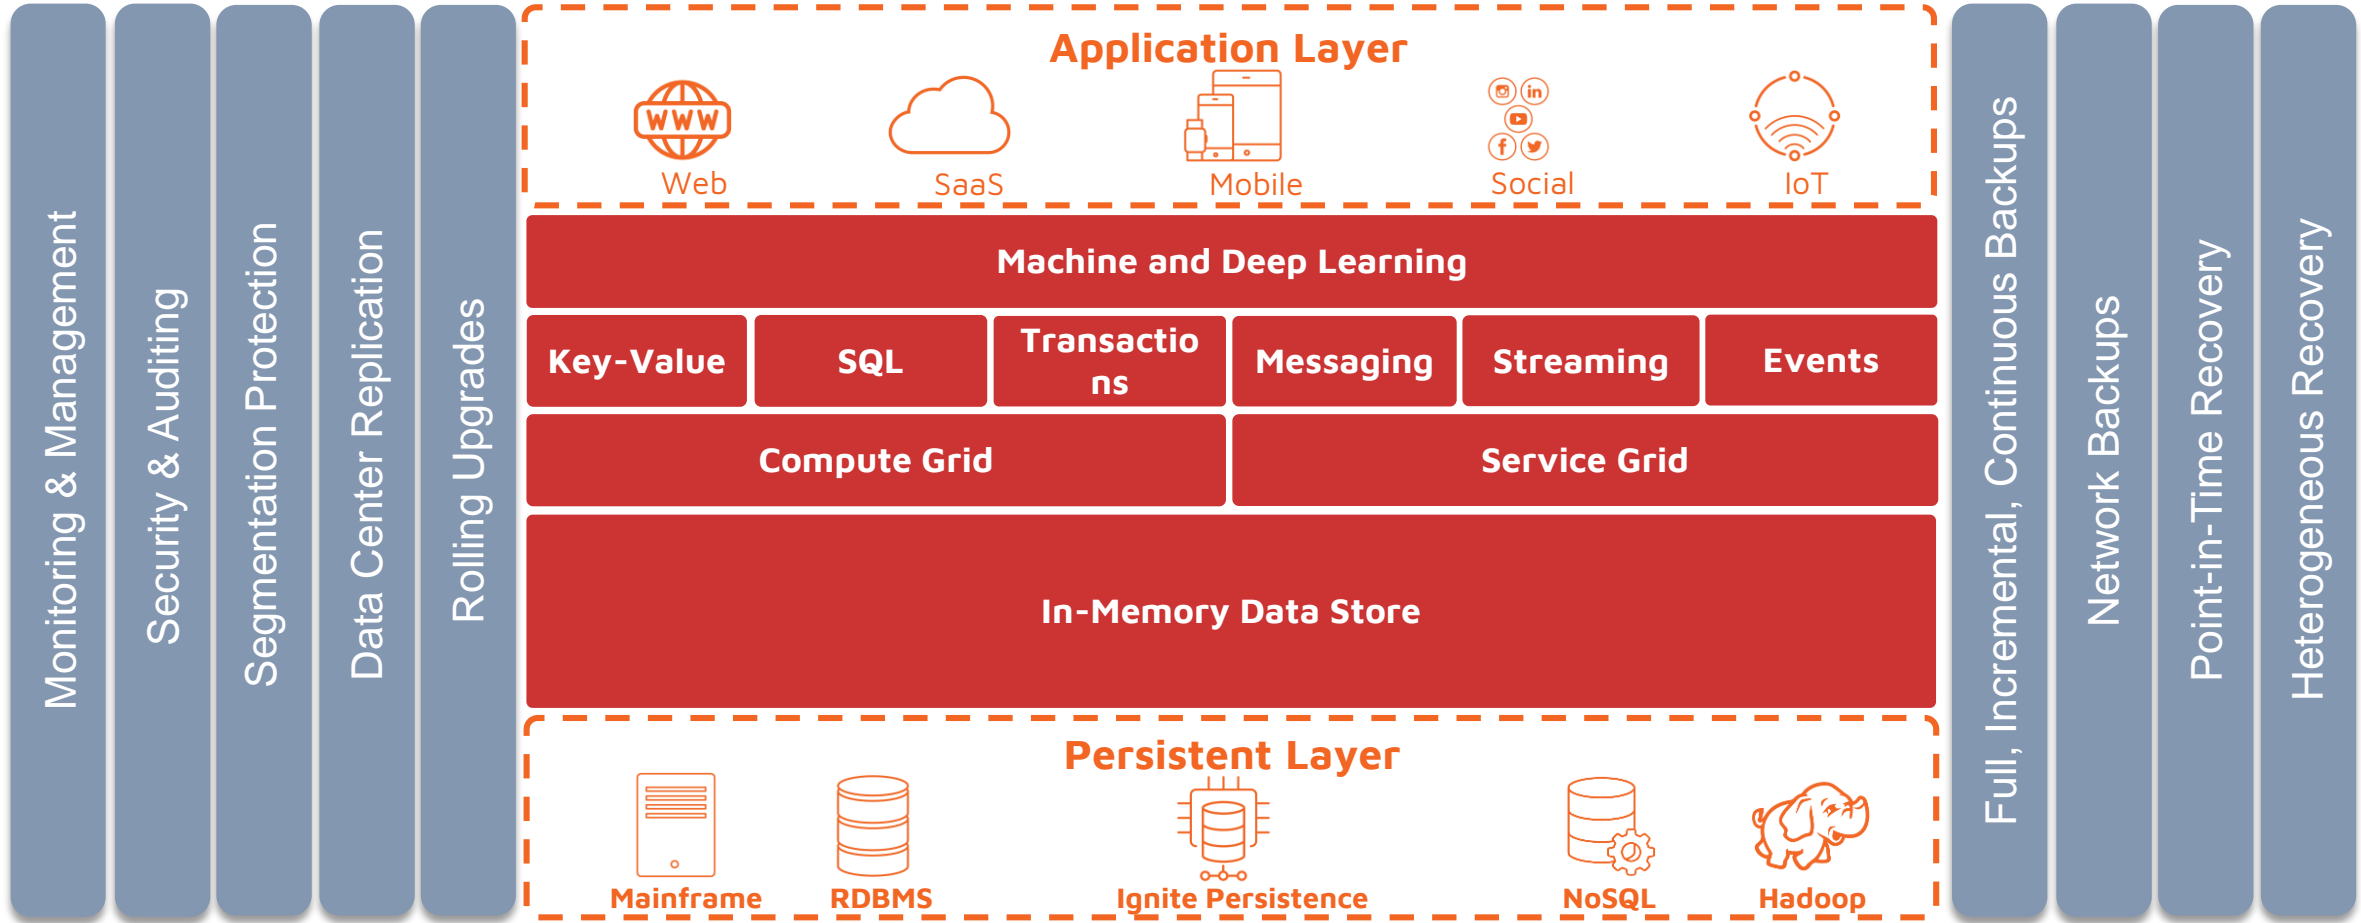 Monitoring & Management
Security & Auditing
Segmentation Protection
Data Center Replication
Rolling Upgrades
Application Layer
WWW
in
f
Web
SaaS
Mobile
Social
IoT
Machine and Deep Learning
Key-Value
SQL
Transactio
ns
Messaging
Streaming
Events
Compute Grid
Service Grid
In-Memory Data Store
Persistent Layer
Mainframe
RDBMS
Ignite Persistence
NoSQL
Hadoop
Full, Incremental, Continuous Backups
Network Backups
Point-in-Time Recovery
Heterogeneous Recovery